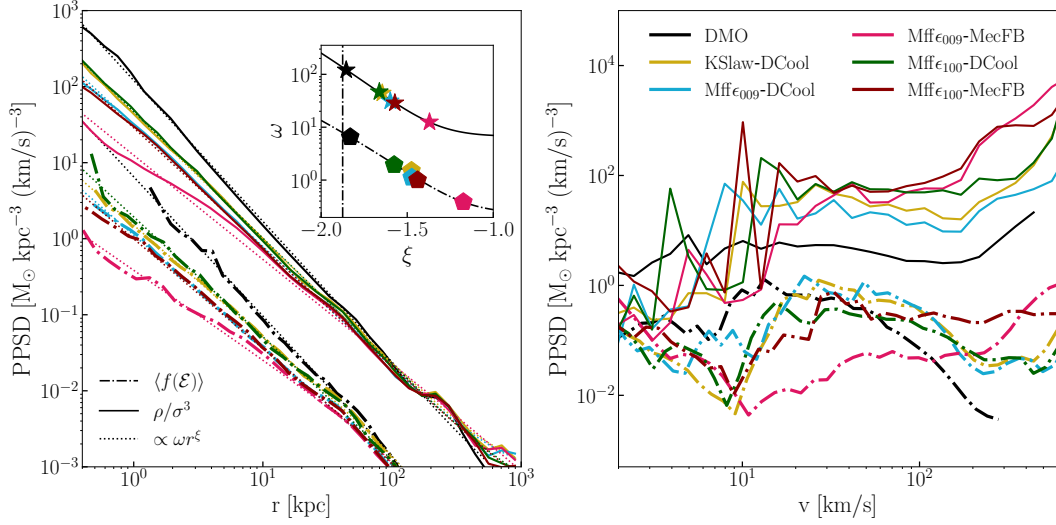 PPSD [M⊙ kpc⁻³ (km/s)⁻³]
10³
10²
10¹
10⁰
10⁻¹
10⁻²
10⁻³
10⁰
10¹
10²
10³
r [kpc]
⟨f(ℰ)⟩
ρ/σ³
∝ ωr^ξ
ω
10²
10¹
10⁰
−2.0
−1.5
−1.0
ξ
PPSD [M⊙ kpc⁻³ (km/s)⁻³]
10⁴
10²
10⁰
10⁻²
10¹
10²
v [km/s]
DMO
KSlaw-DCool
Mffϵ₀₀₉-DCool
Mffϵ₀₀₉-MecFB
Mffϵ₁₀₀-DCool
Mffϵ₁₀₀-MecFB